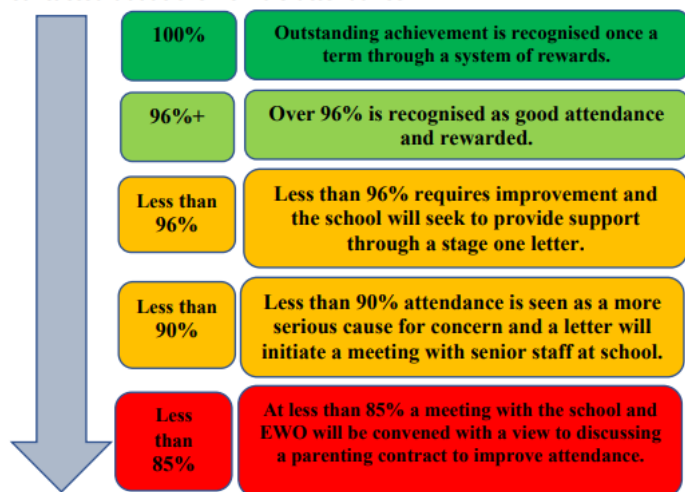 100%
Outstanding achievement is recognised once a
term through a system of rewards.
96%+
Over 96% is recognised as good attendance
and rewarded.
Less than
96%
Less than 96% requires improvement and
the school will seek to provide support
through a stage one letter.
Less than
90%
Less than 90% attendance is seen as a more
serious cause for concern and a letter will
initiate a meeting with senior staff at school.
Less
than
85%
At less than 85% a meeting with the school and
EWO will be convened with a view to discussing
a parenting contract to improve attendance.